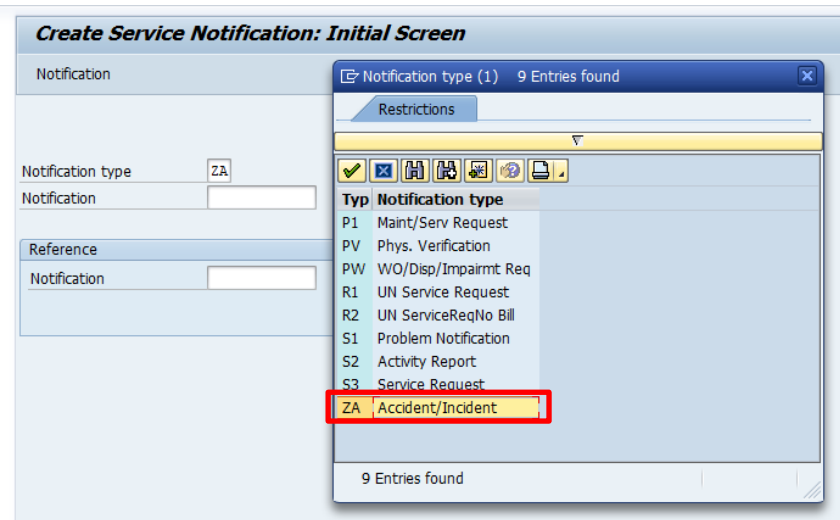 Create Service Notification: Initial Screen
Notification
Notification type (1) 9 Entries found
Restrictions
Notification type ZA
Notification
Reference
Notification
Typ Notification type
P1 Maint/Serv Request
PV Phys. Verification
PW WO/Disp/Impairmt Req
R1 UN Service Request
R2 UN ServiceReqNo Bill
S1 Problem Notification
S2 Activity Report
S3 Service Request
ZA Accident/Incident
9 Entries found